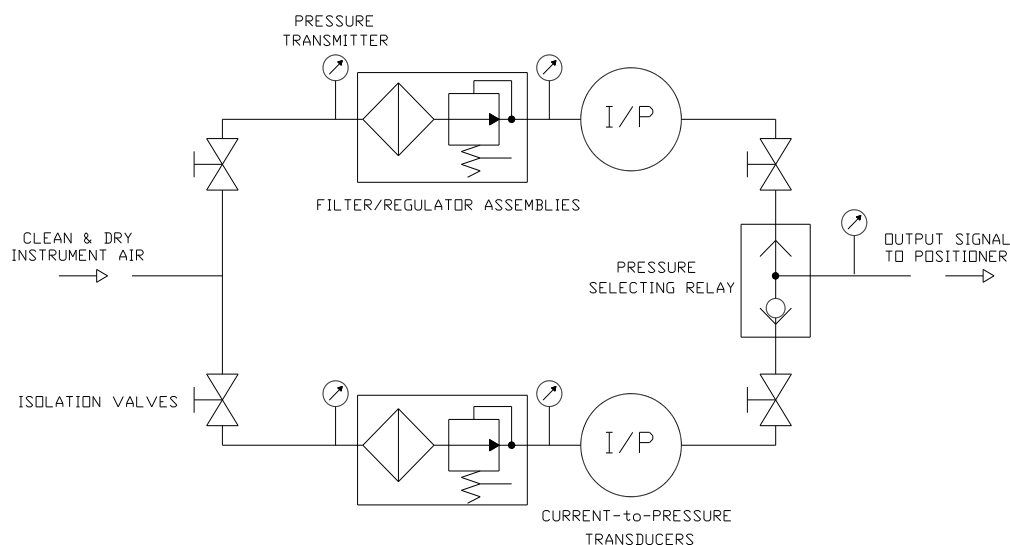 PRESSURE
TRANSMITTER
I/P
FILTER/REGULATOR ASSEMBLIES
CLEAN & DRY
INSTRUMENT AIR
OUTPUT SIGNAL
TO POSITIONER
PRESSURE
SELECTING RELAY
ISOLATION VALVES
I/P
CURRENT-to-PRESSURE
TRANSDUCERS